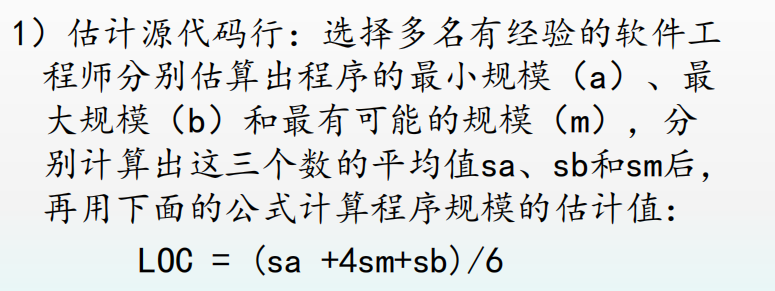 1）估计源代码行：选择多名有经验的软件工
程师分别估算出程序的最小规模（a）、最
大规模（b）和最有可能的规模（m），分
别计算出这三个数的平均值sa、sb和sm后，
再用下面的公式计算程序规模的估计值：
LOC = (sa +4sm+sb)/6